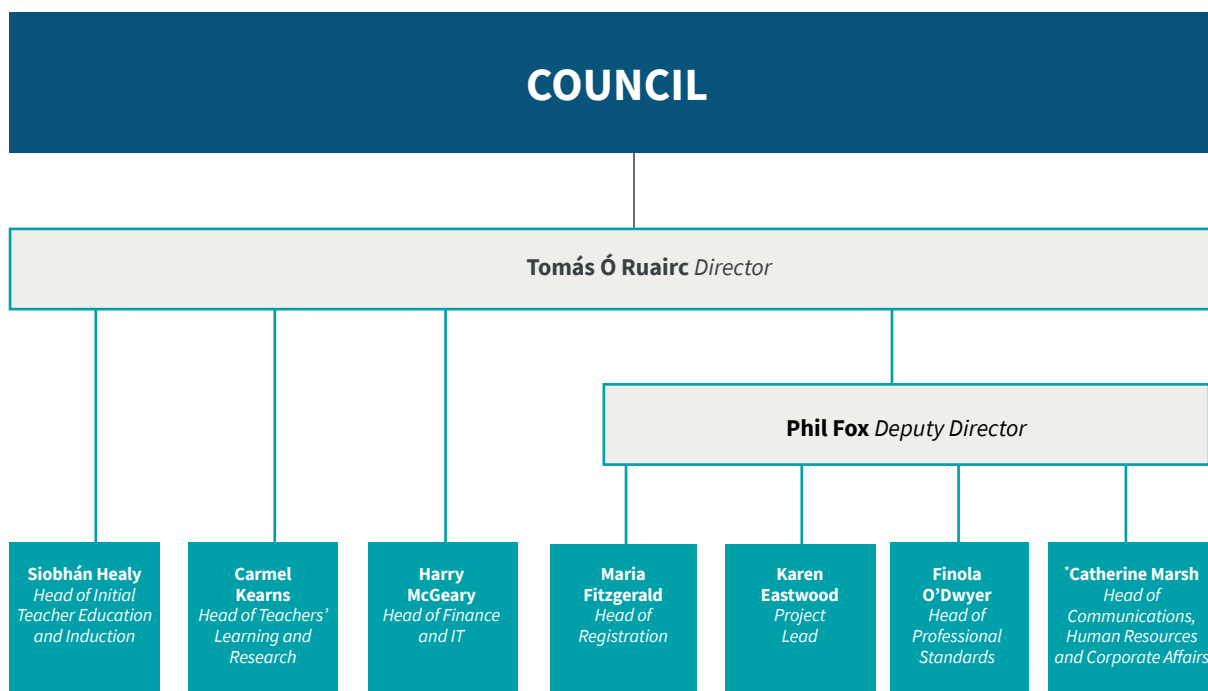 COUNCIL
Tomás Ó Ruairc Director
Phil Fox Deputy Director
Siobhán Healy
Head of Initial
Teacher Education
and Induction
Carmel
Kearns
Head of Teachers’
Learning and
Research
Harry
McGeary
Head of Finance
and IT
Maria
Fitzgerald
Head of
Registration
Karen
Eastwood
Project
Lead
Finola
O’Dwyer
Head of
Professional
Standards
*Catherine Marsh
Head of
Communications,
Human Resources
and Corporate Affairs